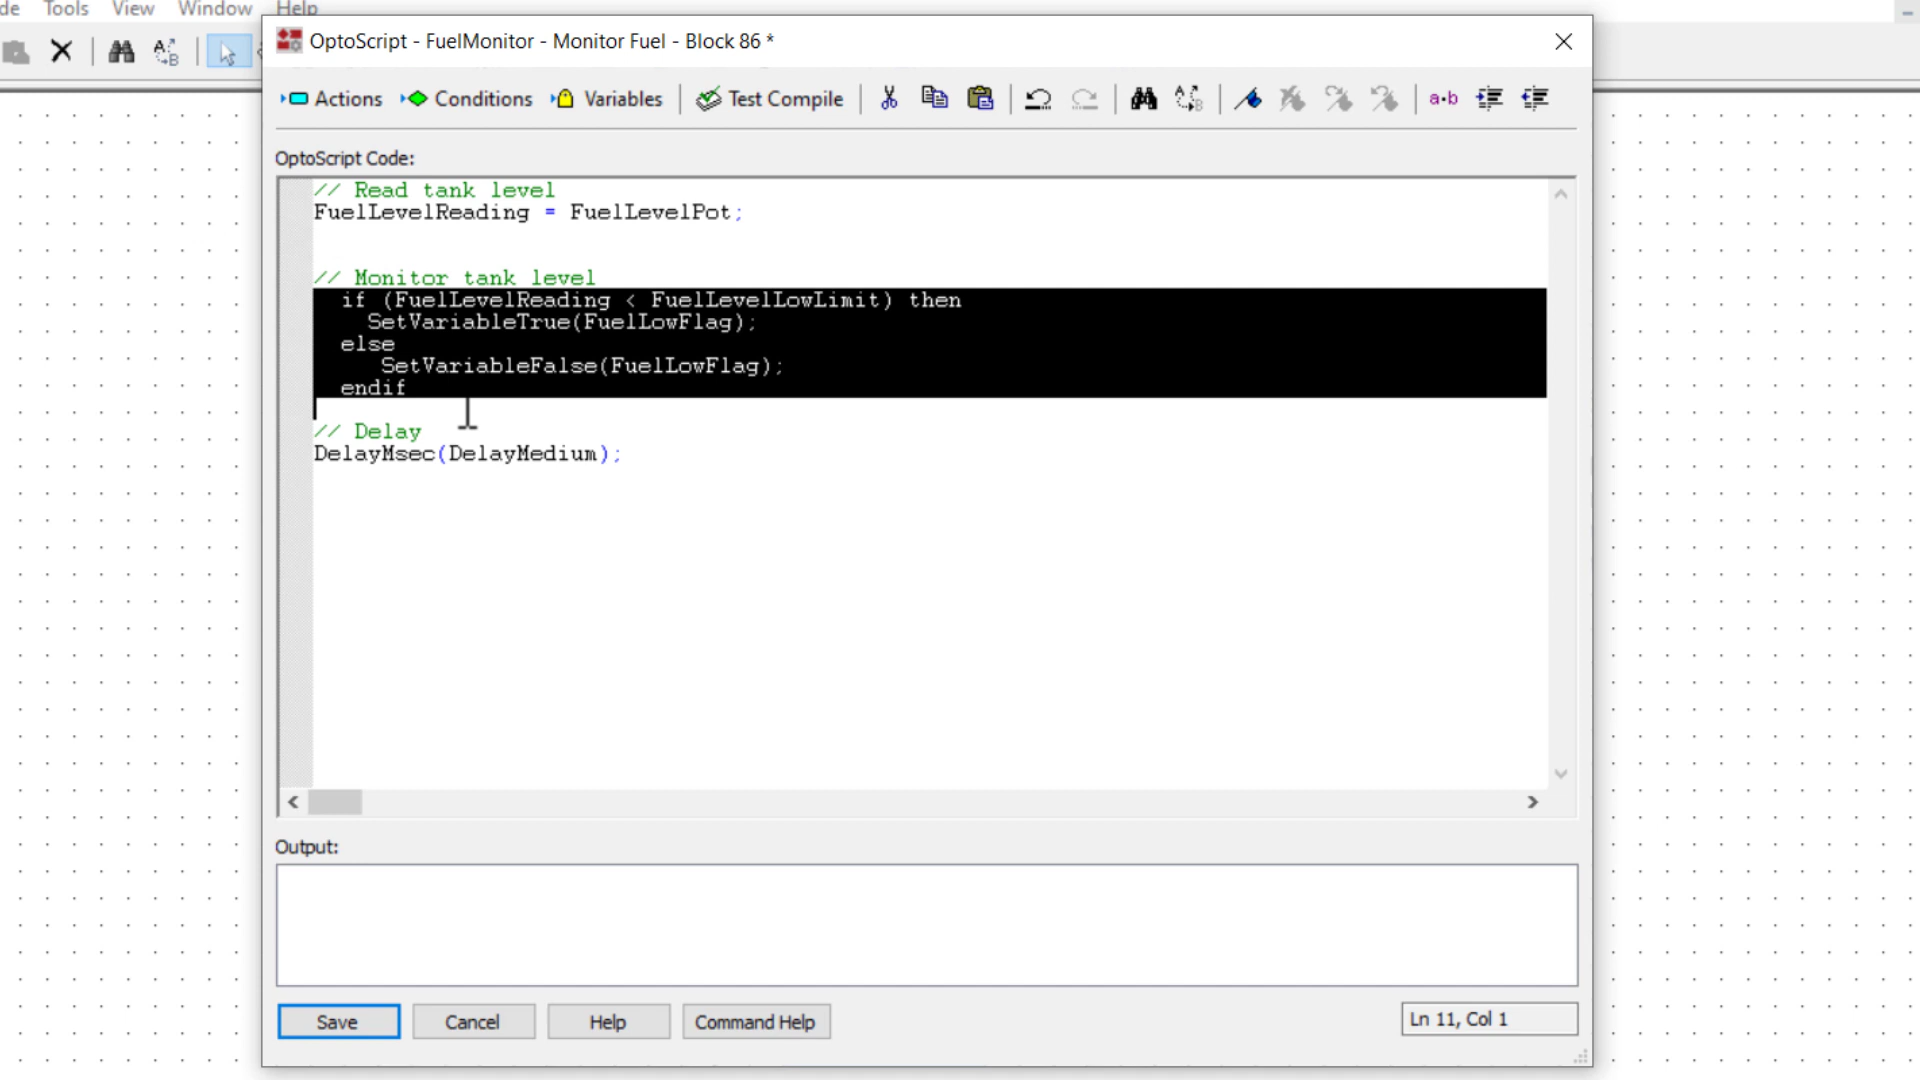 de Tools View Window Help
OptoScript - FuelMonitor - Monitor Fuel - Block 86 *
Actions Conditions Variables Test Compile a•b
OptoScript Code:
// Read tank level
FuelLevelReading = FuelLevelPot;
// Monitor tank level
if (FuelLevelReading < FuelLevelLowLimit) then
SetVariableTrue(FuelLowFlag);
else
SetVariableFalse(FuelLowFlag);
endif
// Delay
DelayMsec(DelayMedium);
Output:
Save Cancel Help Command Help Ln 11, Col 1